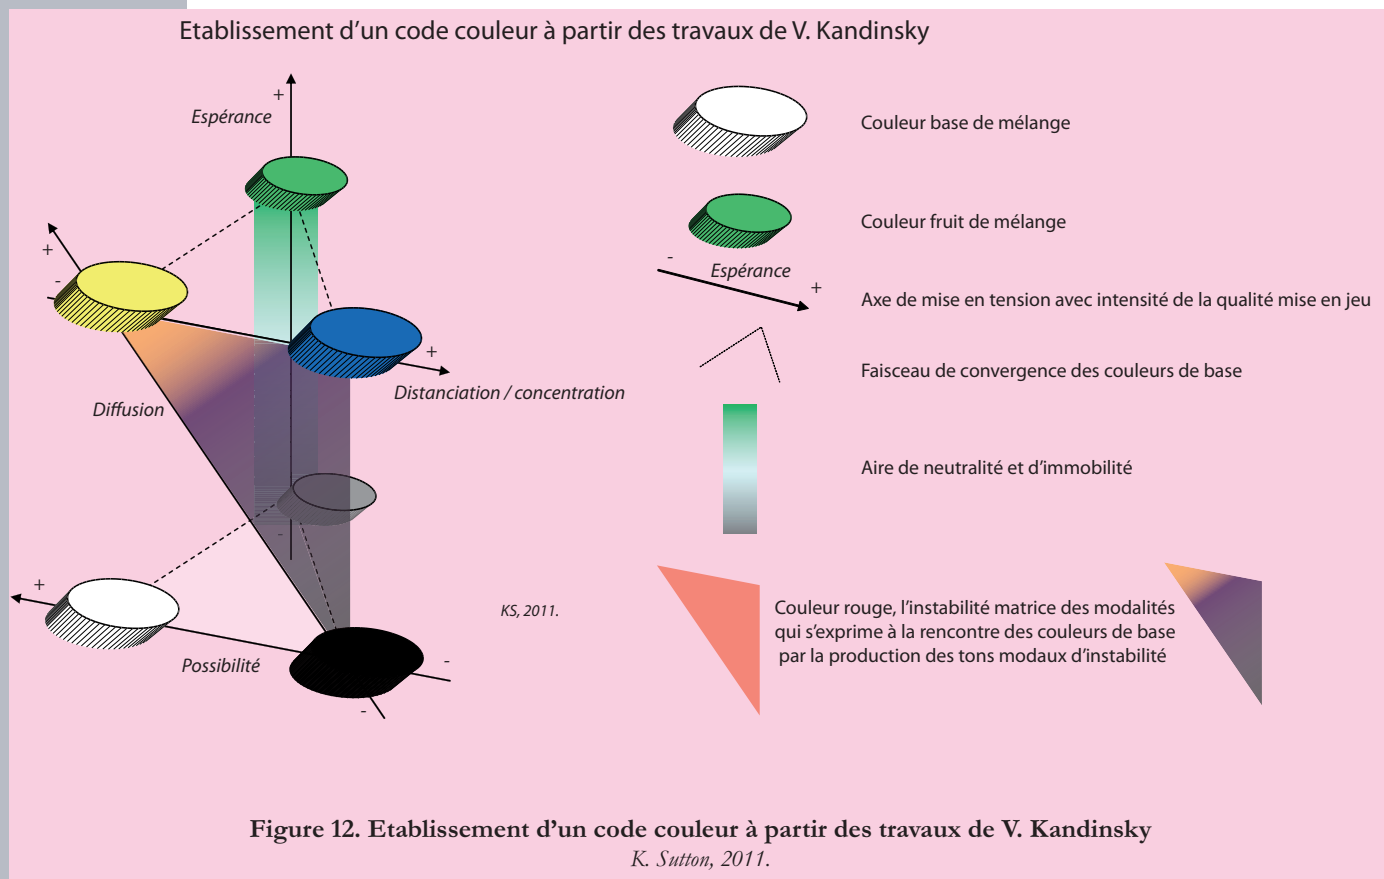 Etablissement d'un code couleur à partir des travaux de V. Kandinsky
+
Espérance
+
-
+
Distanciation / concentration
Diffusion
-
+
Possibilité
-
-
KS, 2011.
Couleur base de mélange
Couleur fruit de mélange
-
Espérance
+
Axe de mise en tension avec intensité de la qualité mise en jeu
Faisceau de convergence des couleurs de base
Aire de neutralité et d'immobilité
Couleur rouge, l'instabilité matrice des modalités
qui s'exprime à la rencontre des couleurs de base
par la production des tons modaux d'instabilité
Figure 12. Etablissement d'un code couleur à partir des travaux de V. Kandinsky
K. Sutton, 2011.